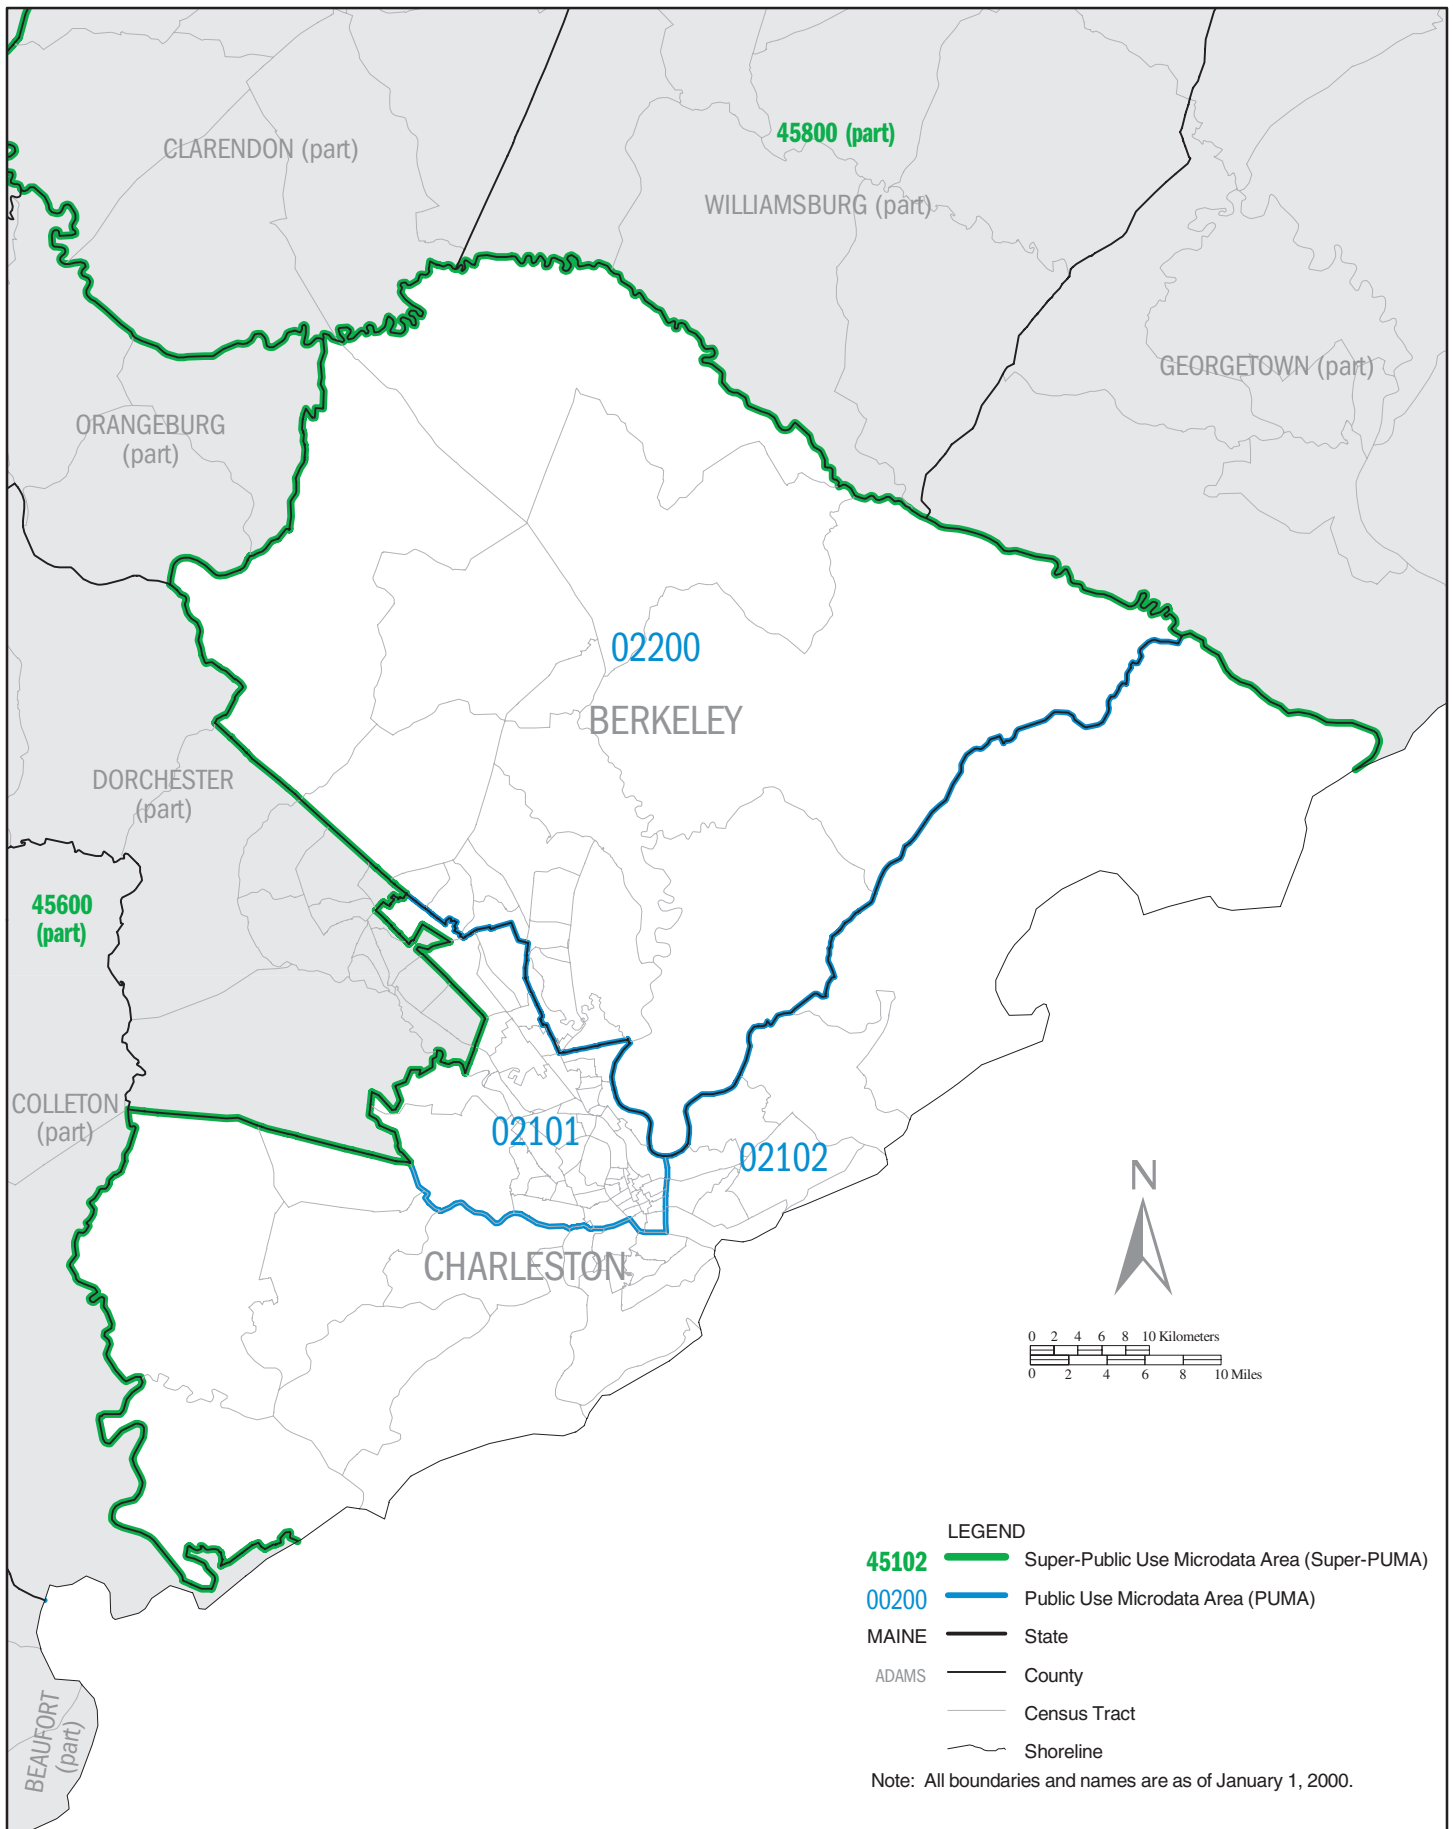 45800 (part)
CLARENDON (part)
WILLIAMSBURG (part)
GEORGETOWN (part)
ORANGEBURG
(part)
02200
BERKELEY
DORCHESTER
(part)
45600
(part)
COLLETON
(part)
02101
02102
N
CHARLESTON
0 2 4 6 8 10 Kilometers
0 2 4 6 8 10 Miles
LEGEND
45102 Super-Public Use Microdata Area (Super-PUMA)
00200 Public Use Microdata Area (PUMA)
MAINE State
ADAMS County
Census Tract
Shoreline
BEAUFORT
(part)
Note: All boundaries and names are as of January 1, 2000.